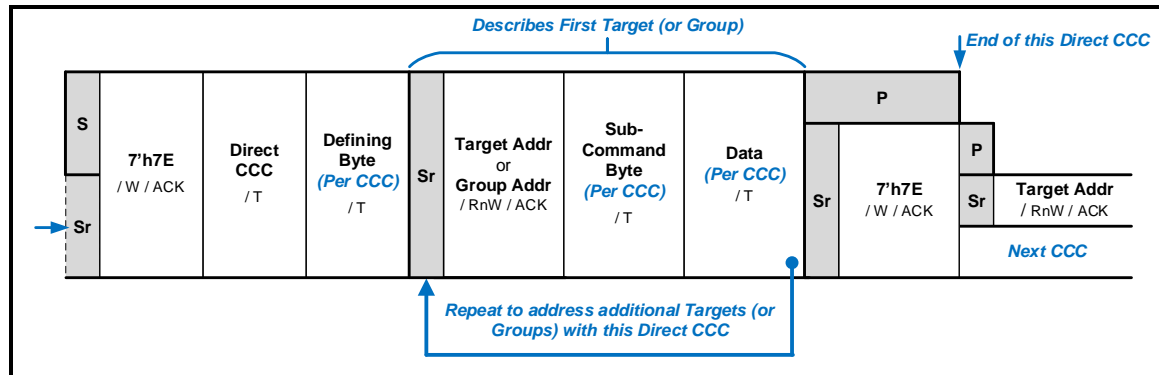 Describes First Target (or Group)
End of this Direct CCC
S
Sr
7'h7E
/ W / ACK
Direct
CCC
/ T
Defining
Byte
(Per CCC)
/ T
Sr
Target Addr
or
Group Addr
/ RnW / ACK
Sub-
Command
Byte
(Per CCC)
/ T
Data
(Per CCC)
/ T
P
Sr
7'h7E
/ W / ACK
P
Sr
Target Addr
/ RnW / ACK
Next CCC
Repeat to address additional Targets (or
Groups) with this Direct CCC